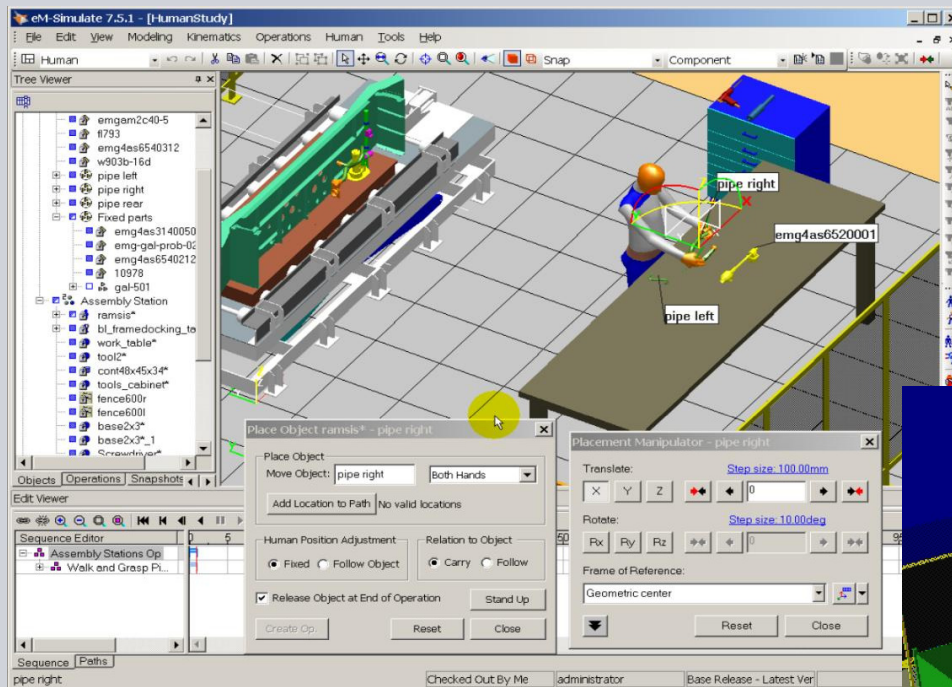 eM-Simulate 7.5.1 - [HumanStudy]
File Edit View Modeling Kinematics Operations Human Tools Help
Human Snap Component
Tree Viewer
emgam2c40-5
fl793
emg4as6540312
w903b-16d
pipe left
pipe right
pipe rear
Fixed parts
emg4as3140050
emg-gal-prob-02
emg4as6540212
10978
gal-501
Assembly Station
ramsis*
bl_framedocking_ta
work_table*
tool2*
cont48x45x34*
tools_cabinet*
fence600r
fence600l
base2x3*
base2x3*_1
Screwdriver*
Objects Operations Snapshots
pipe right
X
emg4as6520001
pipe left
Edit Viewer
Sequence Editor 0 5
Assembly Stations Op
Walk and Grasp Pi...
Sequence Paths
Place Object ramsis* - pipe right
Place Object
Move Object: pipe right Both Hands
Add Location to Path No valid locations
Human Position Adjustment Relation to Object
Fixed Follow Object Carry Follow
Release Object at End of Operation Stand Up
Create Op. Reset Close
Placement Manipulator - pipe right
Translate: Step size: 100.00mm
X Y Z 0
Rotate: Step size: 10.00deg
Rx Ry Rz 0
Frame of Reference:
Geometric center
Reset Close
pipe right Checked Out By Me administrator Base Release - Latest Ver